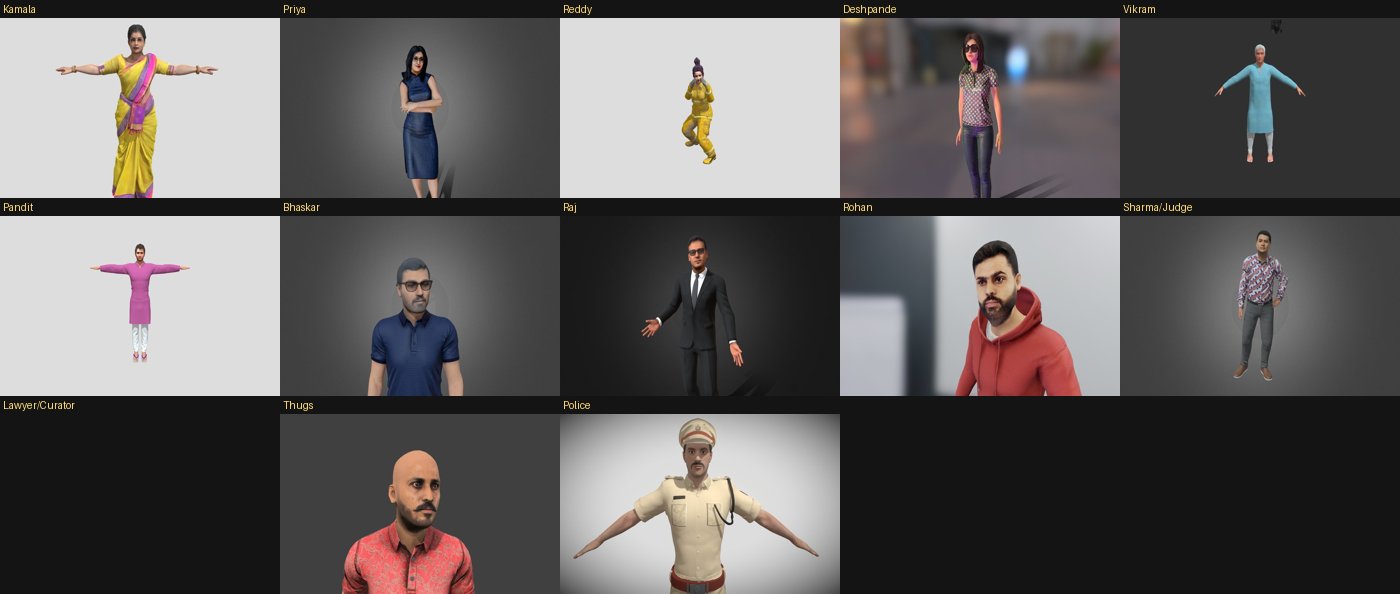 Kamala
Priya
Reddy
Deshpande
Vikram
Pandit
Bhaskar
Raj
Rohan
Sharma/Judge
Lawyer/Curator
Thugs
Police